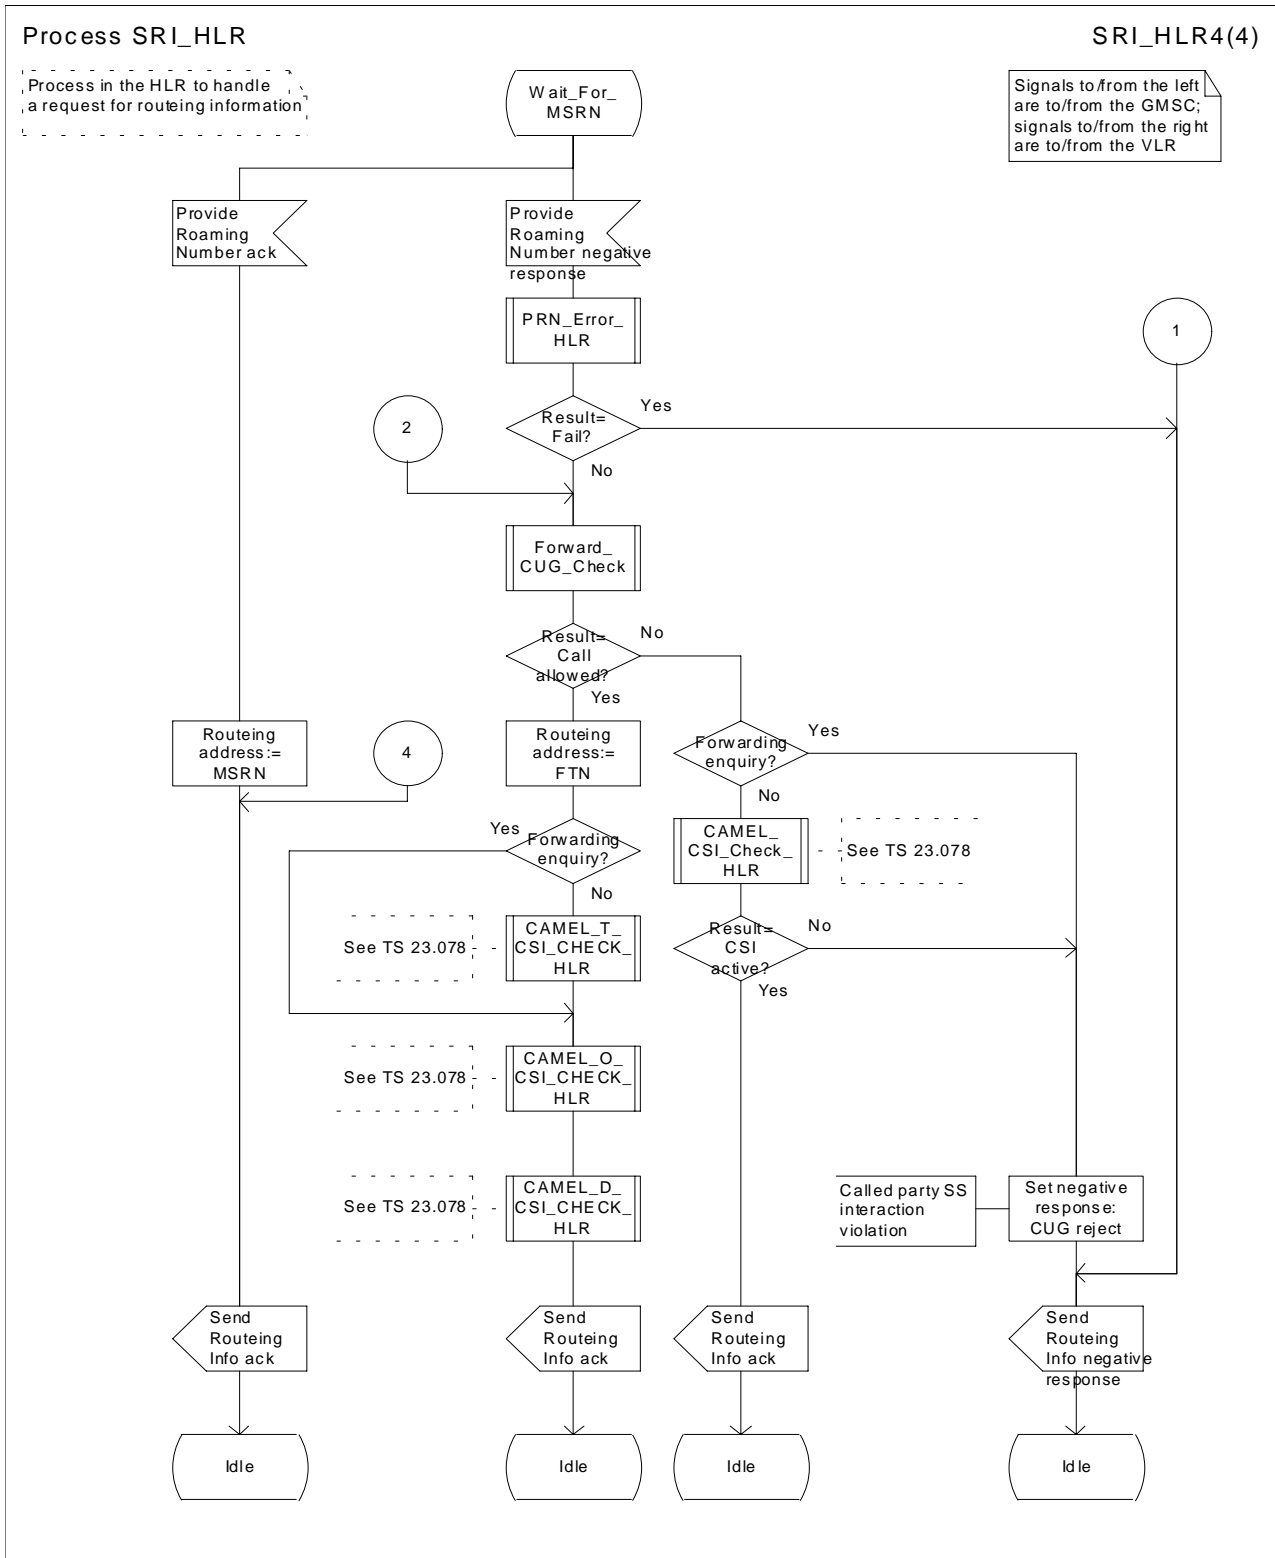 Process SRI_HLR
SRI_HLR4(4)
Process in the HLR to handle
a request for routeing information
Wait_For_
MSRN
Signals to/from the left
are to/from the GMSC;
signals to/from the right
are to/from the VLR
Provide
Roaming
Number ack
Provide
Roaming
Number negative
response
PRN_Error_
HLR
1
Result=
Fail?
Yes
No
2
Forward_
CUG_Check
Result=
Call
allowed?
No
Yes
Routeing
address:=
MSRN
4
Routeing
address:=
FTN
Forwarding
enquiry?
Yes
No
Yes
Forwarding
enquiry?
No
CAMEL_
CSI_Check_
HLR
See TS 23.078
See TS 23.078
CAMEL_T_
CSI_CHECK_
HLR
Result=
CSI
active?
No
Yes
See TS 23.078
CAMEL_O_
CSI_CHECK_
HLR
See TS 23.078
CAMEL_D_
CSI_CHECK_
HLR
Called party SS
interaction
violation
Set negative
response:
CUG reject
Send
Routeing
Info ack
Send
Routeing
Info ack
Send
Routeing
Info ack
Send
Routeing
Info negative
response
Idle
Idle
Idle
Idle